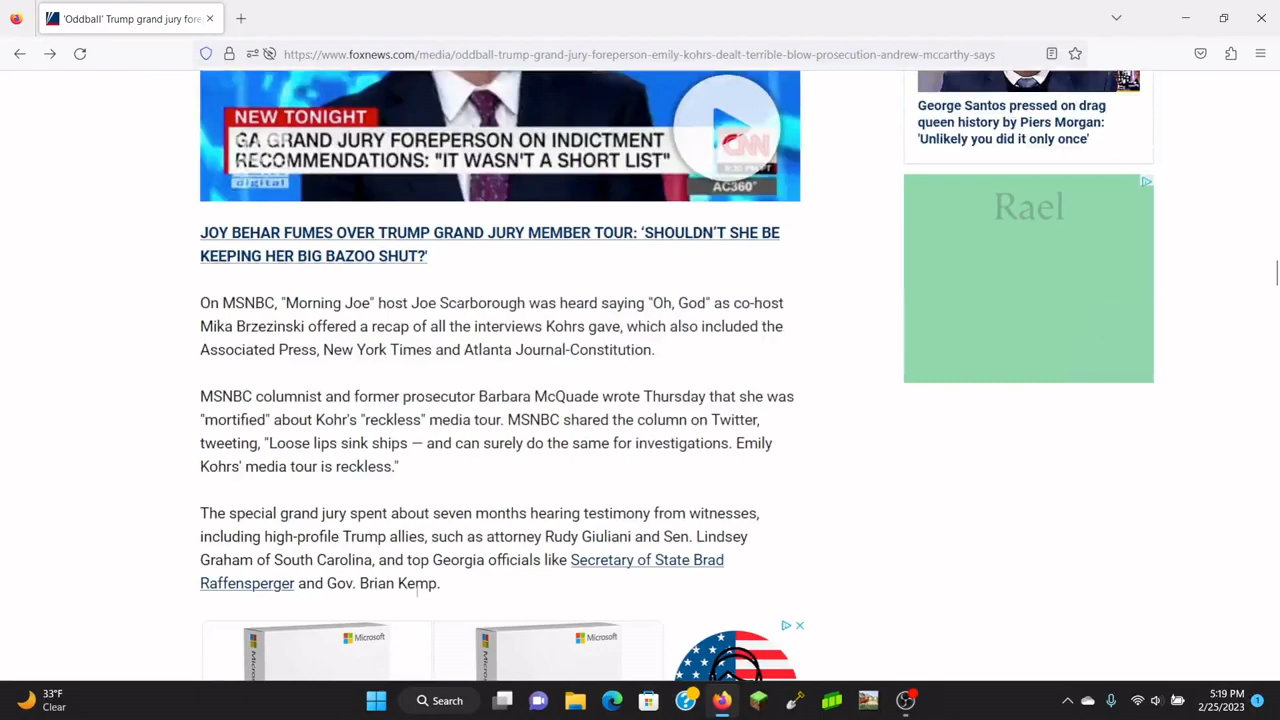 'Oddball' Trump grand jury fore
https://www.foxnews.com/media/oddball-trump-grand-jury-foreperson-emily-kohrs-dealt-terrible-blow-prosecution-andrew-mccarthy-says
NEW TONIGHT
GA GRAND JURY FOREPERSON ON INDICTMENT
RECOMMENDATIONS: "IT WASN'T A SHORT LIST"
digital
CNN
AC360°
George Santos pressed on drag
queen history by Piers Morgan:
'Unlikely you did it only once'
Rael
JOY BEHAR FUMES OVER TRUMP GRAND JURY MEMBER TOUR: ‘SHOULDN’T SHE BE
KEEPING HER BIG BAZOO SHUT?’
On MSNBC, "Morning Joe" host Joe Scarborough was heard saying "Oh, God" as co-host
Mika Brzezinski offered a recap of all the interviews Kohrs gave, which also included the
Associated Press, New York Times and Atlanta Journal-Constitution.
MSNBC columnist and former prosecutor Barbara McQuade wrote Thursday that she was
"mortified" about Kohr's "reckless" media tour. MSNBC shared the column on Twitter,
tweeting, "Loose lips sink ships — and can surely do the same for investigations. Emily
Kohrs' media tour is reckless."
The special grand jury spent about seven months hearing testimony from witnesses,
including high-profile Trump allies, such as attorney Rudy Giuliani and Sen. Lindsey
Graham of South Carolina, and top Georgia officials like Secretary of State Brad
Raffensperger and Gov. Brian Kemp.
Microsoft
Microsoft
33°F
Clear
Search
5:19 PM
2/25/2023